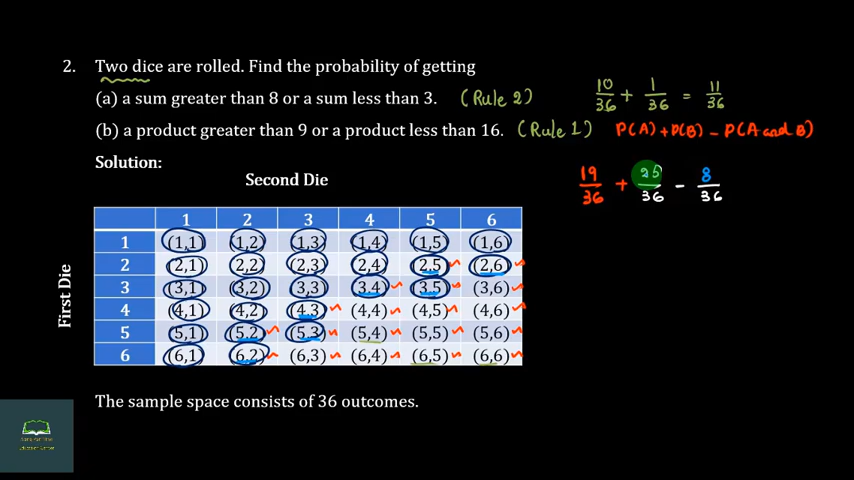 2. Two dice are rolled. Find the probability of getting
(a) a sum greater than 8 or a sum less than 3. (Rule 2) 10/36 + 1/36 = 11/36
(b) a product greater than 9 or a product less than 16. (Rule 1) P(A) + P(B) - P(A and B)
Solution:
19/36 + 25/36 - 8/36
Second Die
First Die
1 2 3 4 5 6
1 (1,1) (1,2) (1,3) (1,4) (1,5) (1,6)
2 (2,1) (2,2) (2,3) (2,4) (2,5) (2,6)
3 (3,1) (3,2) (3,3) (3,4) (3,5) (3,6)
4 (4,1) (4,2) (4,3) (4,4) (4,5) (4,6)
5 (5,1) (5,2) (5,3) (5,4) (5,5) (5,6)
6 (6,1) (6,2) (6,3) (6,4) (6,5) (6,6)
The sample space consists of 36 outcomes.